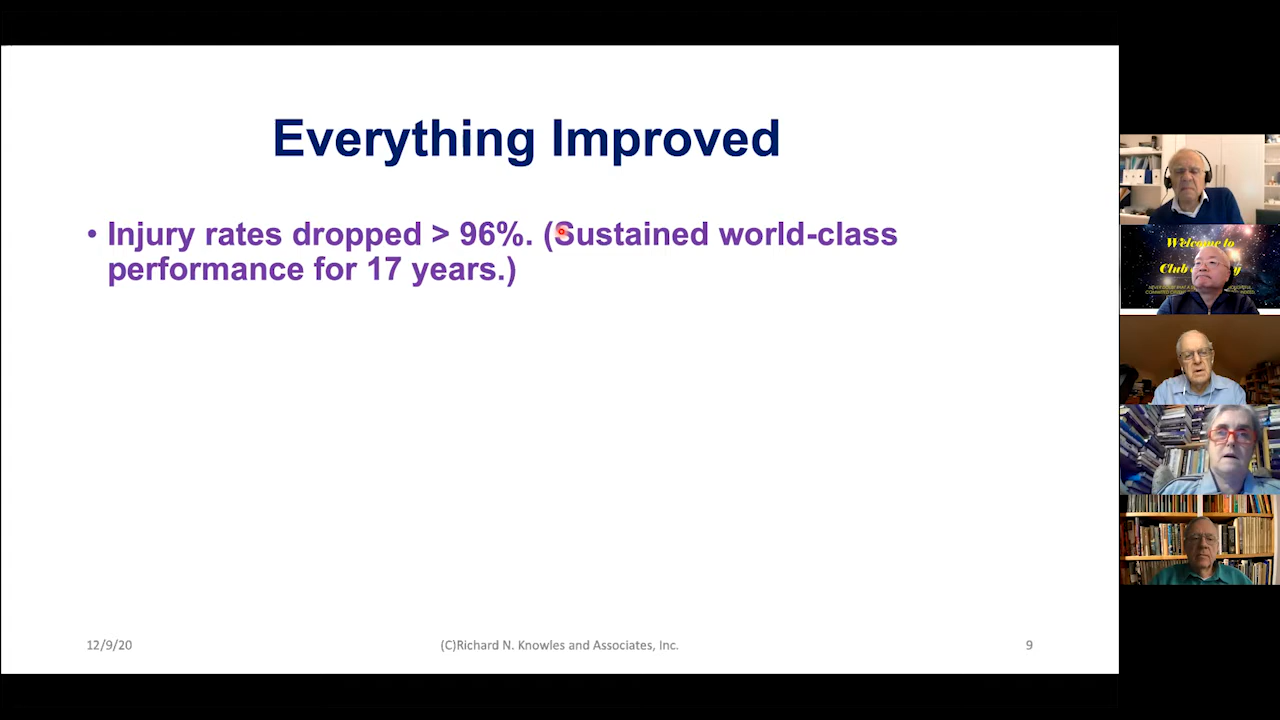 Everything Improved
• Injury rates dropped > 96%. (Sustained world-class
performance for 17 years.)
12/9/20
(C)Richard N. Knowles and Associates, Inc.
9
Welcome to
Club